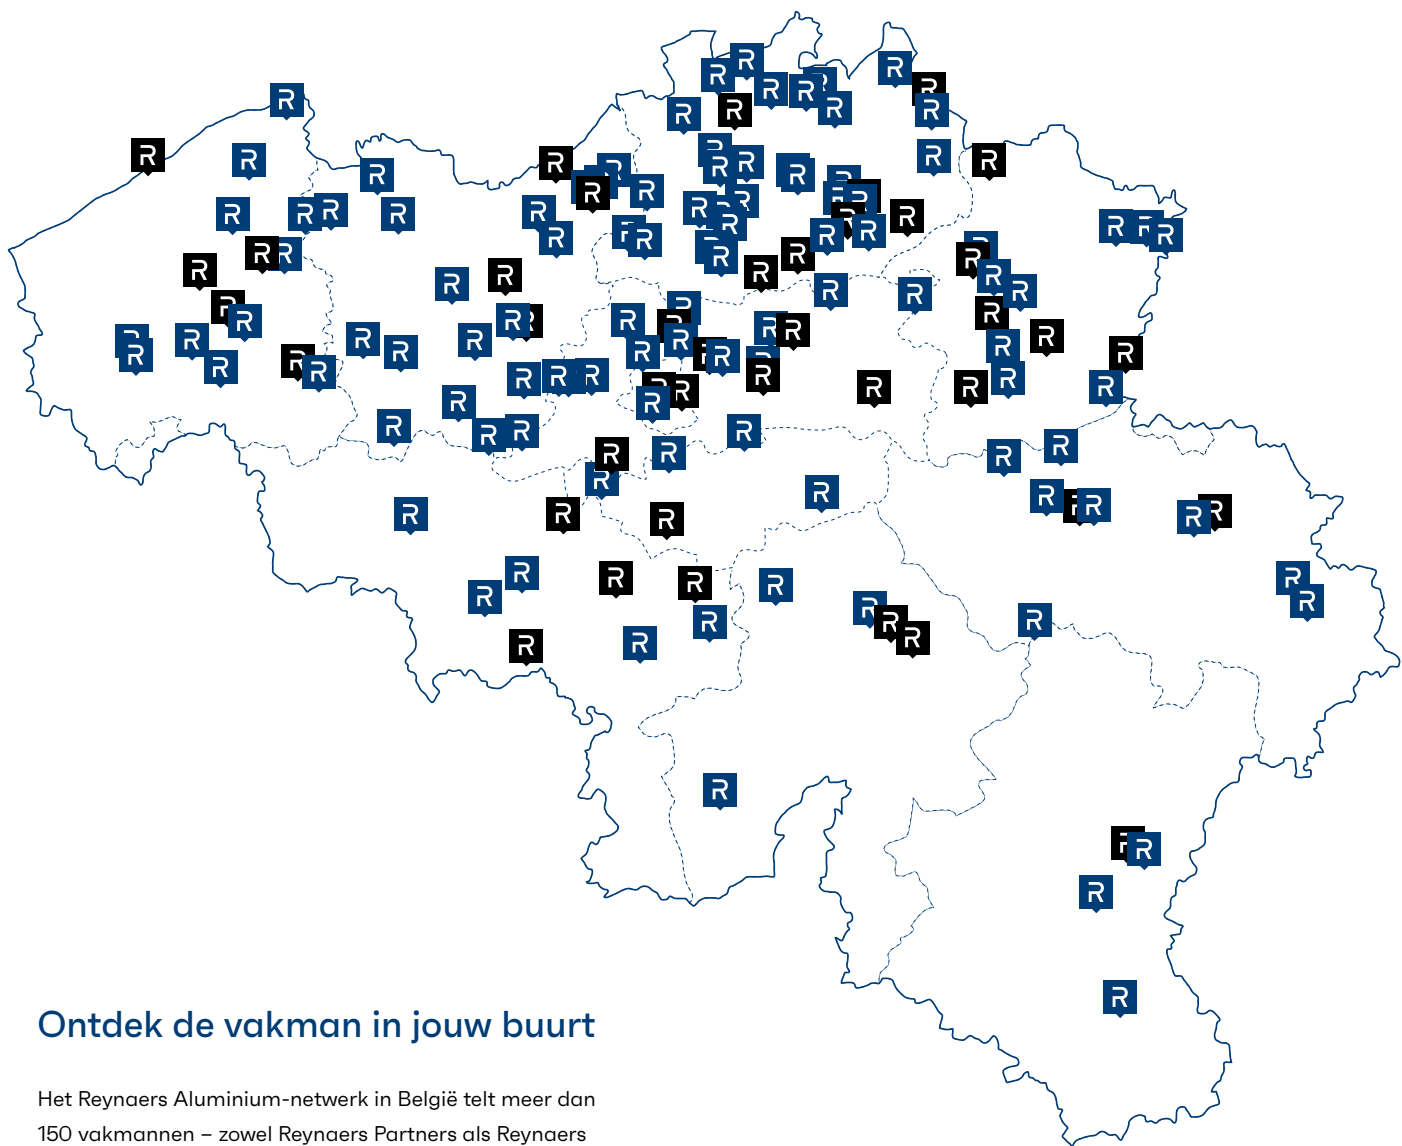 Ontdek de vakman in jouw buurt
Het Reynaers Aluminium-netwerk in België telt meer dan
150 vakmannen – zowel Reynaers Partners als Reynaers